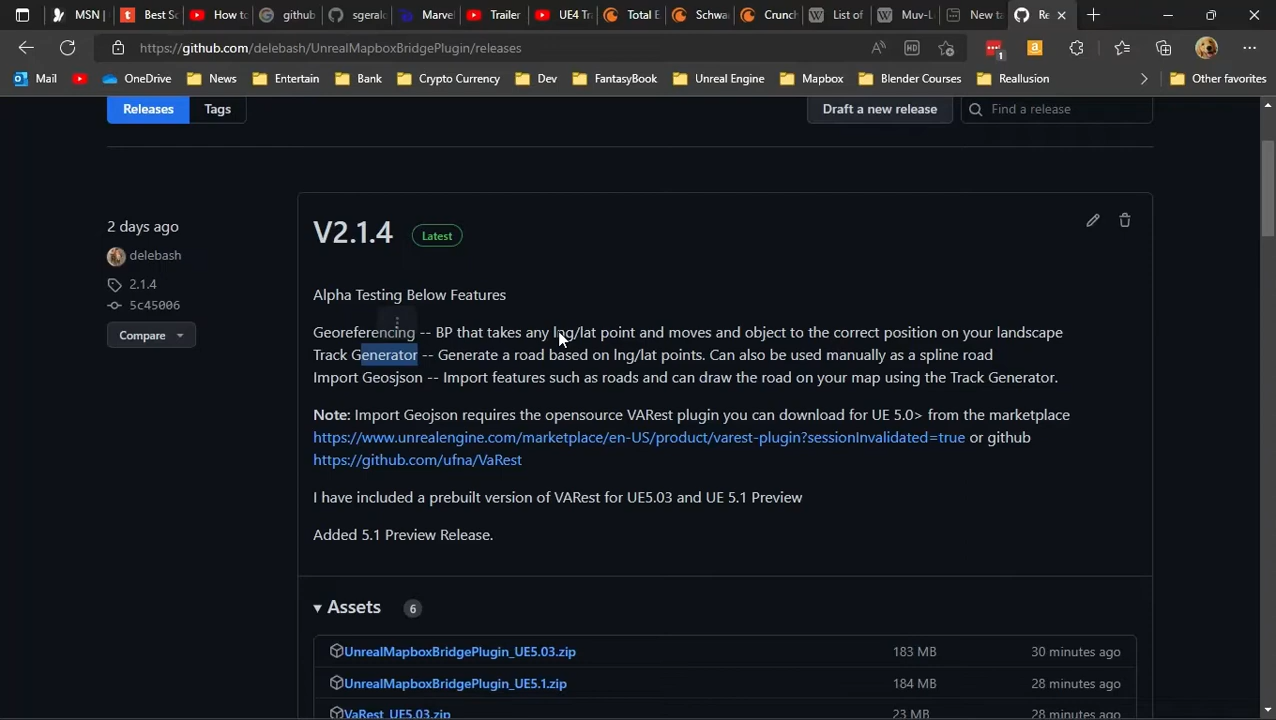 MSN |
Best Sc
How to
github
sgeralc
Marve
Trailer
UE4 Tr
Total E
Schwa
Crunch
List of
Muv-L
New ta
Re
https://github.com/delebash/UnrealMapboxBridgePlugin/releases
1
Mail
OneDrive
News
Entertain
Bank
Crypto Currency
Dev
FantasyBook
Unreal Engine
Mapbox
Blender Courses
Reallusion
Other favorites
Releases
Tags
Draft a new release
Find a release
2 days ago
delebash
2.1.4
5c45006
Compare
V2.1.4
Latest
Alpha Testing Below Features
Georeferencing -- BP that takes any lng/lat point and moves and object to the correct position on your landscape
Track Generator -- Generate a road based on lng/lat points. Can also be used manually as a spline road
Import Geosjson -- Import features such as roads and can draw the road on your map using the Track Generator.
Note: Import Geojson requires the opensource VARest plugin you can download for UE 5.0> from the marketplace
https://www.unrealengine.com/marketplace/en-US/product/varest-plugin?sessionInvalidated=true or github
https://github.com/ufna/VaRest
I have included a prebuilt version of VARest for UE5.03 and UE 5.1 Preview
Added 5.1 Preview Release.
Assets 6
UnrealMapboxBridgePlugin_UE5.03.zip 183 MB 30 minutes ago
UnrealMapboxBridgePlugin_UE5.1.zip 184 MB 28 minutes ago
VaRest_UE5.03.zip 23 MB 28 minutes ago